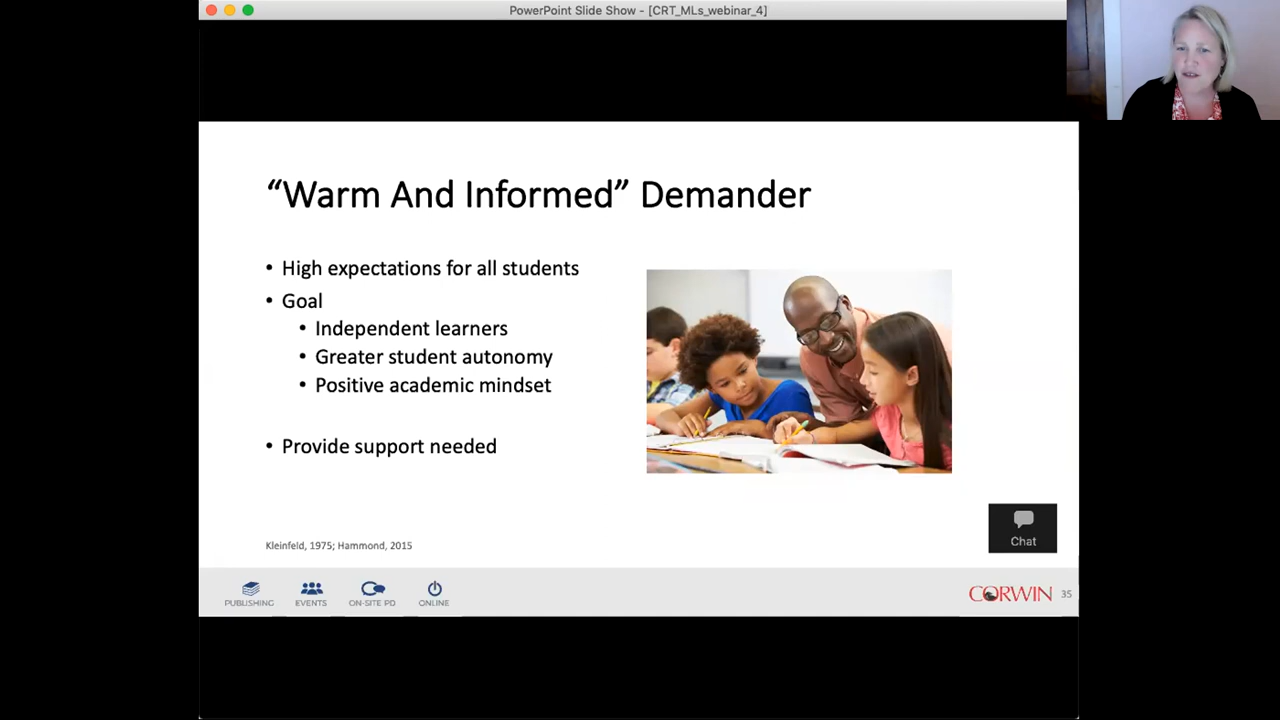 PowerPoint Slide Show - [CRT_MLs_webinar_4]
“Warm And Informed” Demander
• High expectations for all students
• Goal
• Independent learners
• Greater student autonomy
• Positive academic mindset
• Provide support needed
Kleinfeld, 1975; Hammond, 2015
Chat
PUBLISHING EVENTS ON-SITE PD ONLINE CORWIN 35